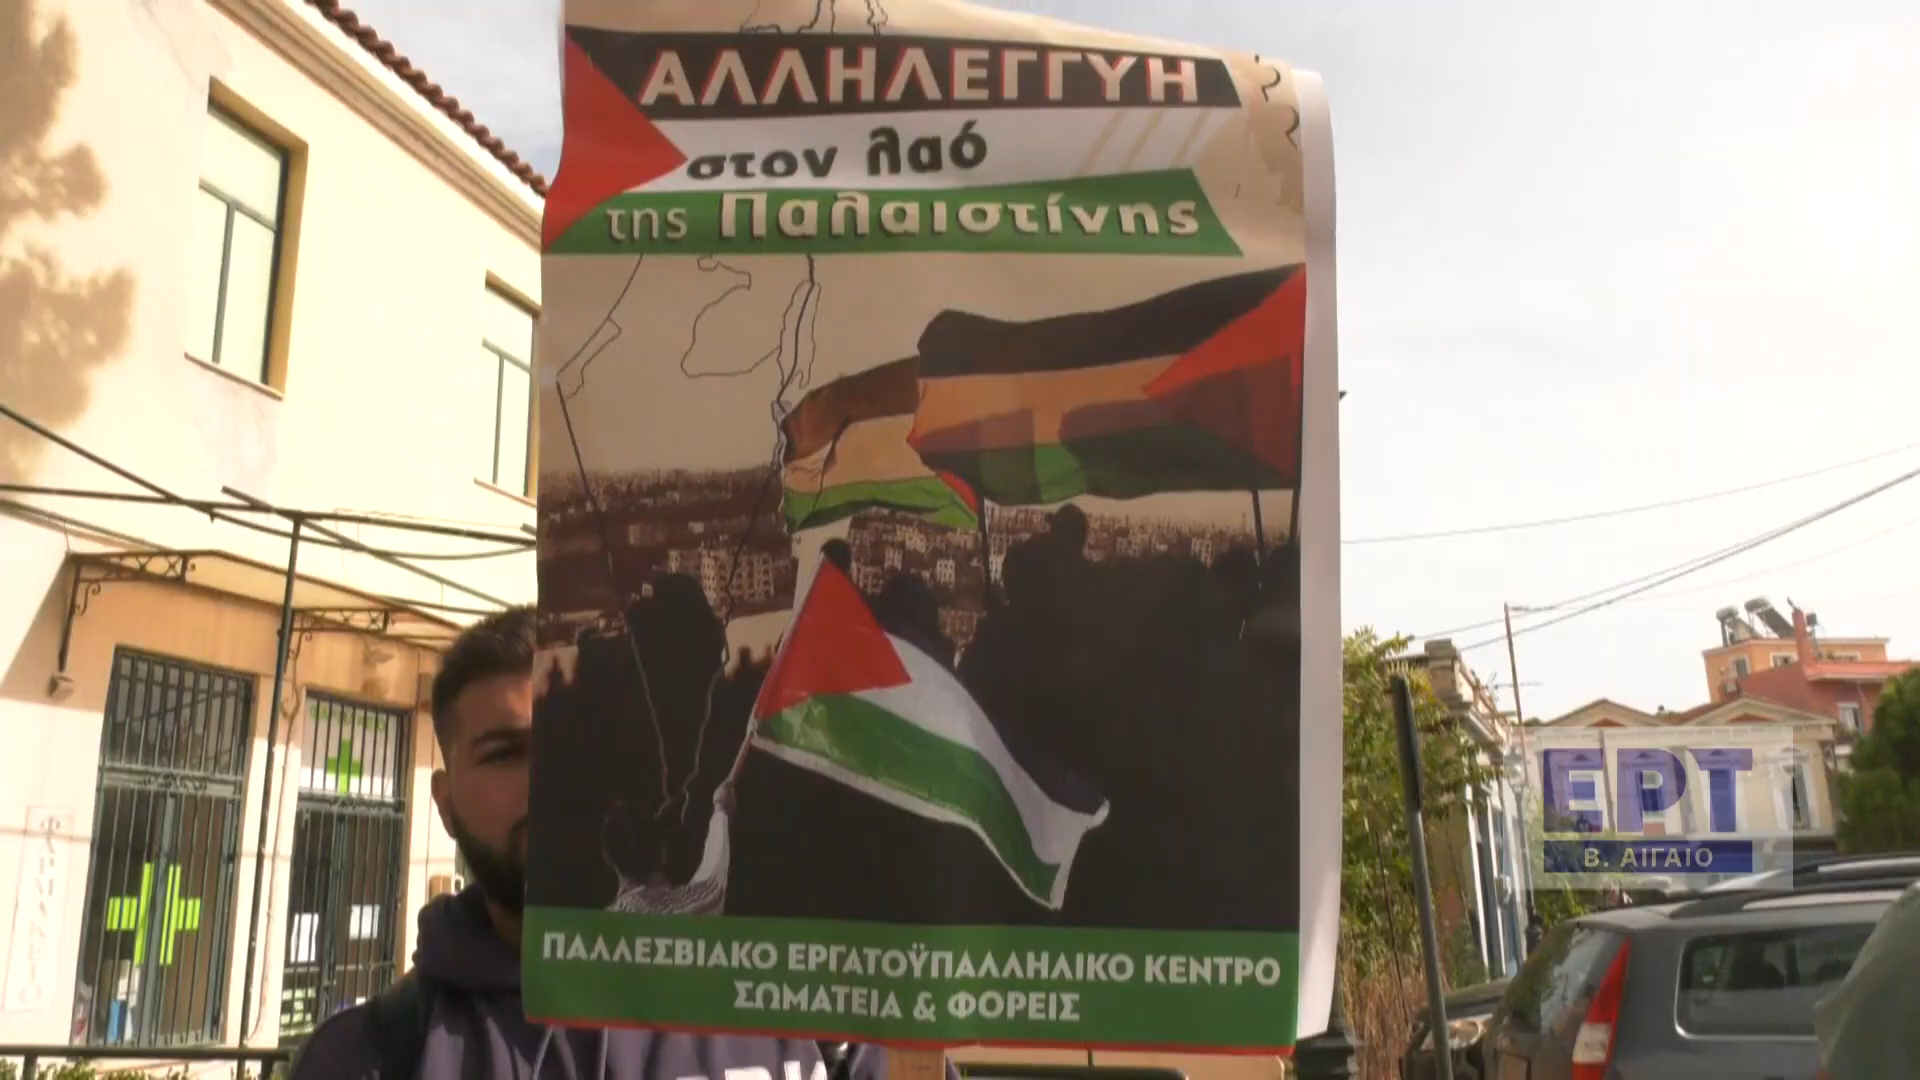 ΑΛΛΗΛΕΓΓΥΗ
στον λαό
της Παλαιστίνης
ΠΑΛΛΕΣΒΙΑΚΟ ΕΡΓΑΤΟΫΠΑΛΛΗΛΙΚΟ ΚΕΝΤΡΟ
ΣΩΜΑΤΕΙΑ & ΦΟΡΕΙΣ
ΕΡΤ
Β. ΑΙΓΑΙΟ